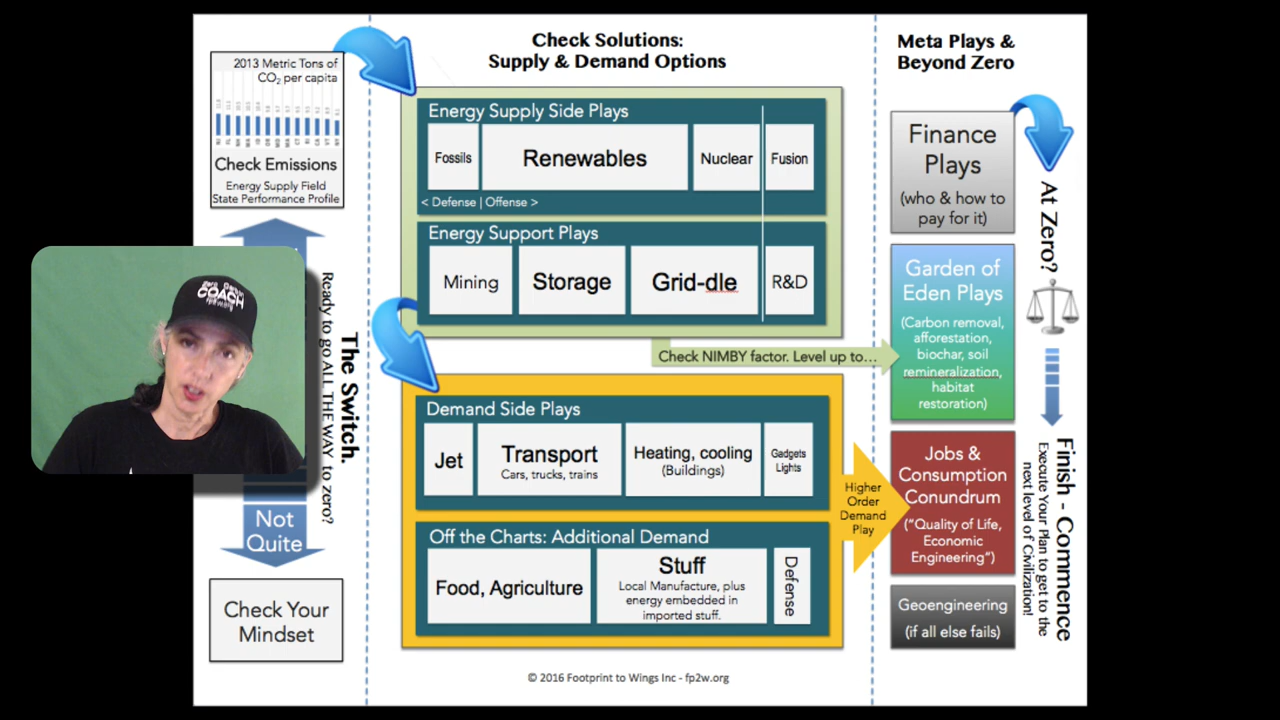 2013 Metric Tons of
CO₂ per capita
Check Emissions
Energy Supply Field
State Performance Profile
Ready to go ALL THE WAY to zero?
The Switch.
Not
Quite
Check Your
Mindset
COACH
Check Solutions:
Supply & Demand Options
Energy Supply Side Plays
Fossils
Renewables
Nuclear
Fusion
< Defense | Offense >
Energy Support Plays
Mining
Storage
Grid-dle
R&D
Check NIMBY factor. Level up to…
Demand Side Plays
Jet
Transport
Cars, trucks, trains
Heating, cooling
(Buildings)
Gadgets
Lights
Off the Charts: Additional Demand
Food, Agriculture
Stuff
Local Manufacture, plus
energy embedded in
imported stuff.
Defense
Higher
Order
Demand
Play
© 2016 Footprint to Wings Inc - fp2w.org
Meta Plays &
Beyond Zero
Finance
Plays
(who & how to
pay for it)
Garden of
Eden Plays
(Carbon removal,
afforestation,
biochar, soil
remineralization,
habitat
restoration)
Jobs &
Consumption
Conundrum
("Quality of Life,
Economic
Engineering")
Geoengineering
(if all else fails)
At Zero?
Finish - Commence
Execute Your Plan to get to the
next level of Civilization!